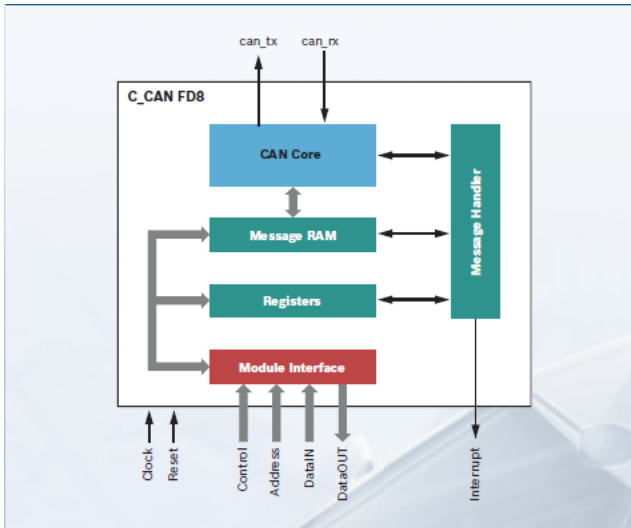 can_tx
can_rx
C_CAN FD8
CAN Core
Message Handler
Message RAM
Registers
Module Interface
Clock
Reset
Control
Address
DataIN
DataOUT
Interrupt